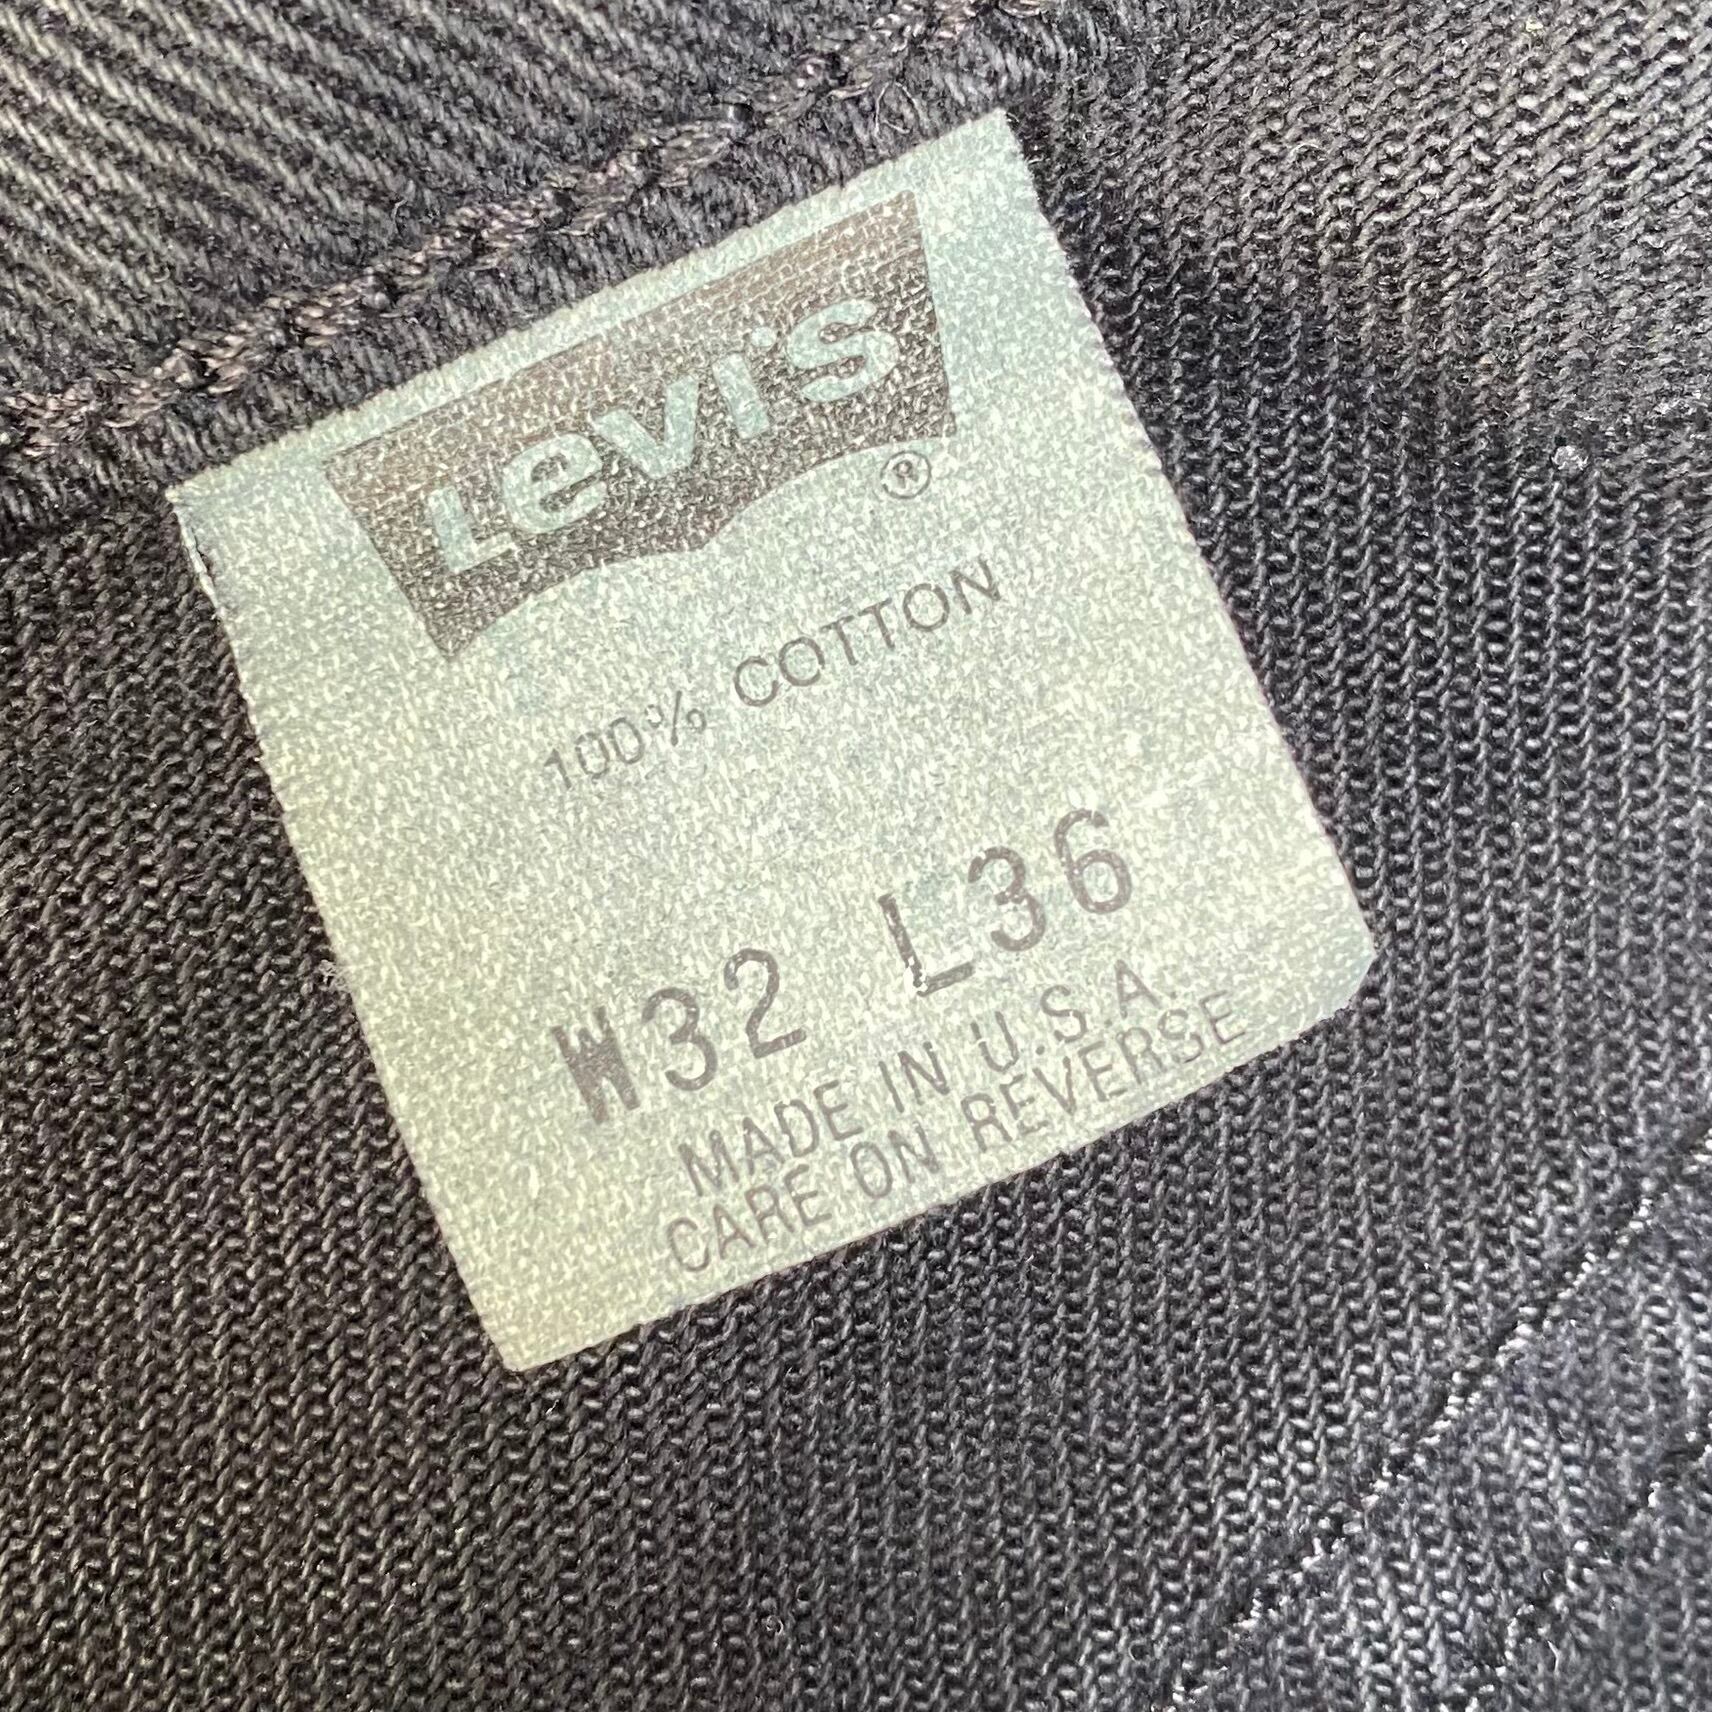 Levi's ®
100% COTTON
W32 L36
MADE IN U.S.A.
CARE ON REVERSE